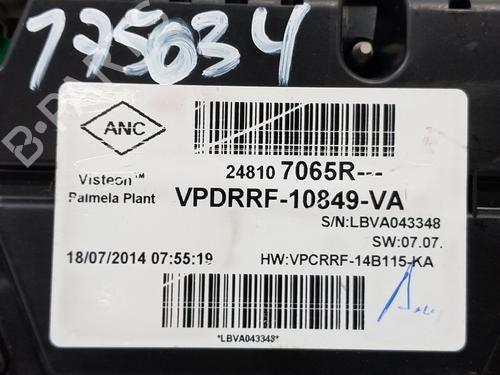 175634
ANC
24810 7065R---
Visteon™
Palmela Plant
VPDRRF-10849-VA
S/N:LBVA043348
SW:07.07.
18/07/2014 07:55:19
HW:VPCRRF-14B115-KA
*LBVA043348*